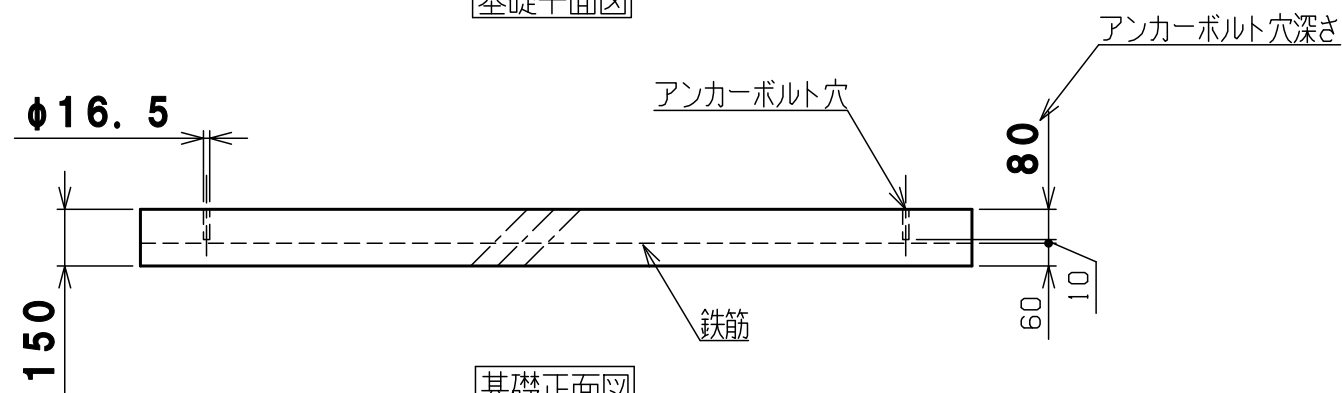 基礎平面図
アンカーボルト穴深さ
アンカーボルト穴
φ16.5
80
150
10
60
鉄筋
基礎正面図